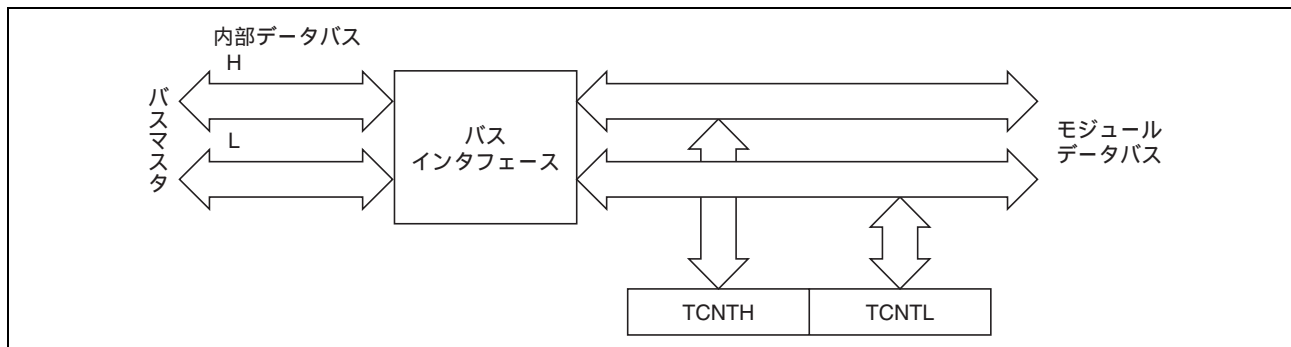 内部データバス
H
L
バスマスタ
バス
インタフェース
モジュール
データバス
TCNTH
TCNTL